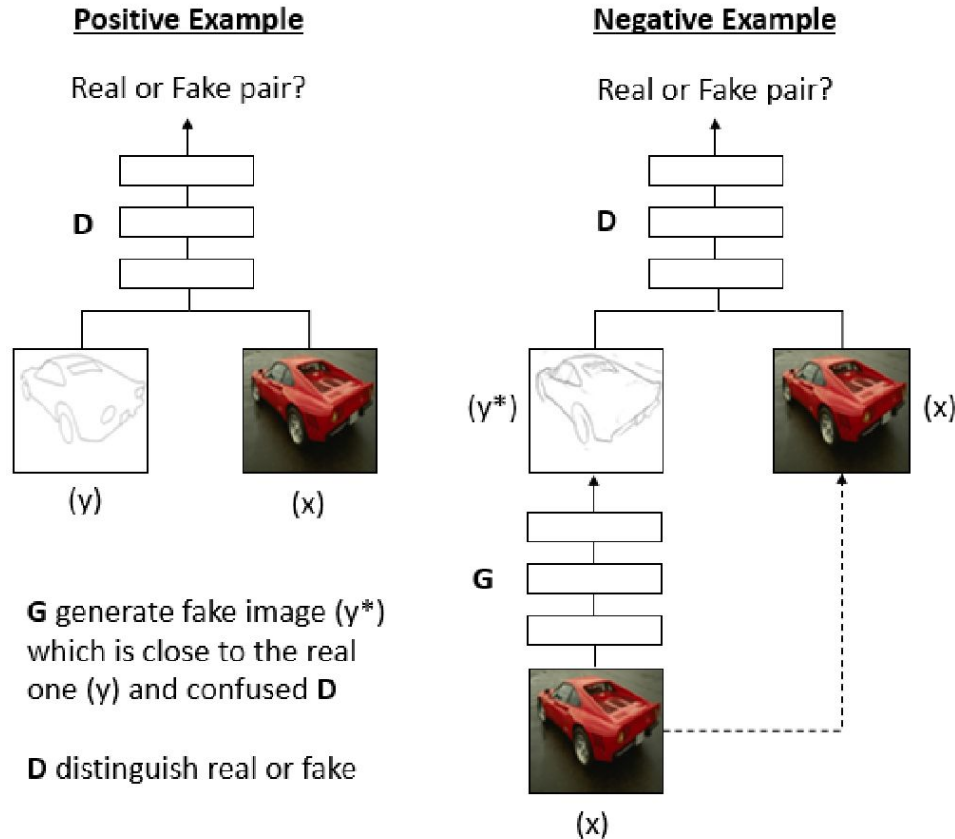 Positive Example
Real or Fake pair?
D
(y)
(x)
G generate fake image (y*)
which is close to the real
one (y) and confused D
D distinguish real or fake
Negative Example
Real or Fake pair?
D
(y*)
(x)
G
(x)